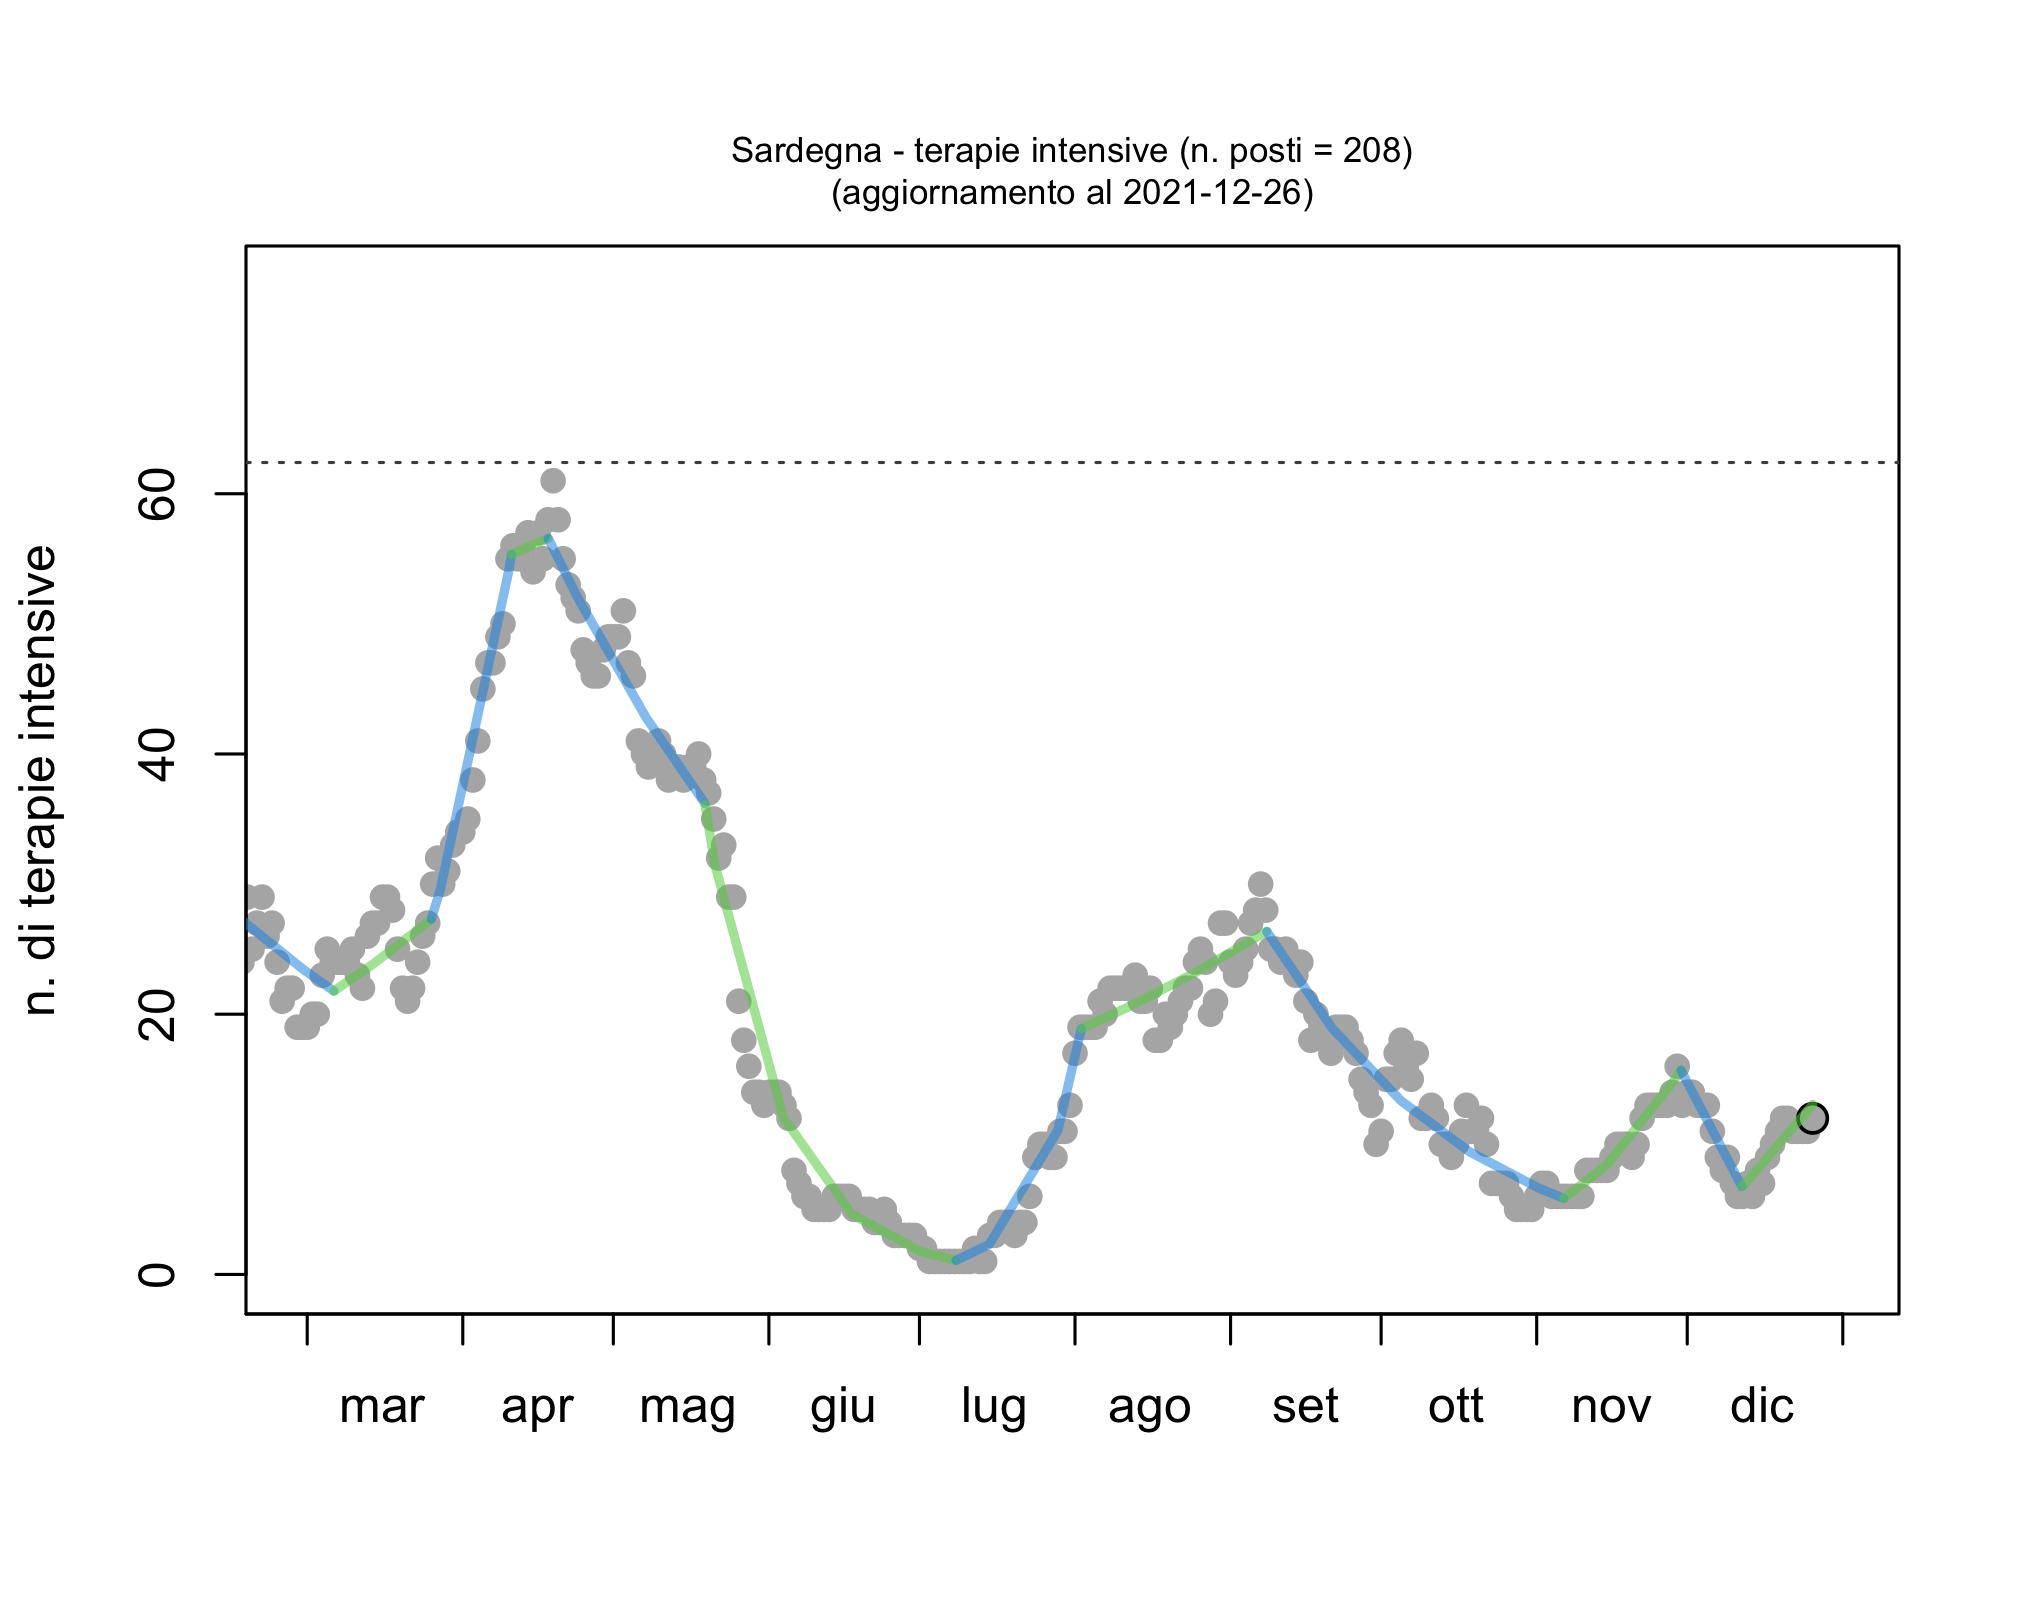 Sardegna - terapie intensive (n. posti = 208)
(aggiornamento al 2021-12-26)
n. di terapie intensive
60
40
20
0
mar apr mag giu lug ago set ott nov dic